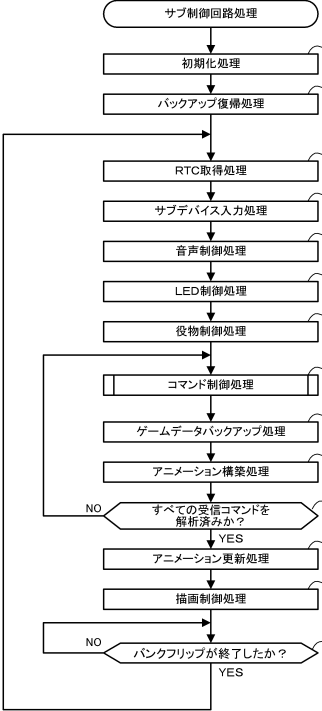 サブ制御回路処理
初期化処理
バックアップ復帰処理
RTC取得処理
サブデバイス入力処理
音声制御処理
LED制御処理
役物制御処理
コマンド制御処理
ゲームデータバックアップ処理
アニメーション構築処理
NO
すべての受信コマンドを
解析済みか？
YES
アニメーション更新処理
描画制御処理
NO
バンクフリップが終了したか？
YES